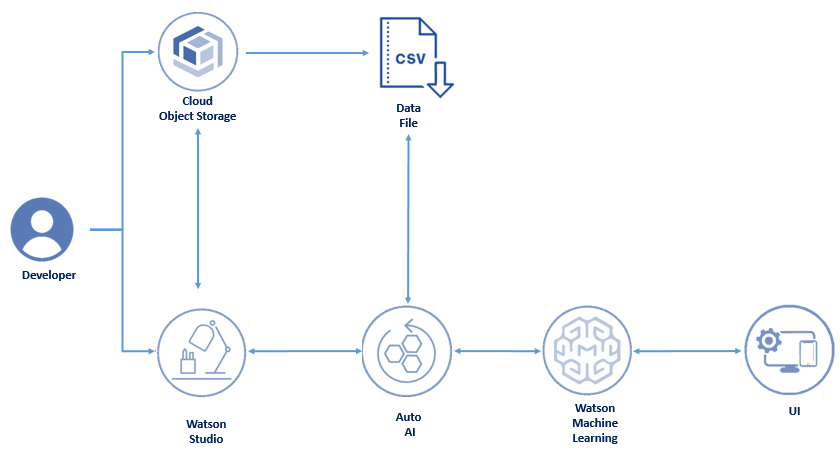 CSV
Cloud
Object Storage
Data
File
Developer
Watson
Studio
Auto
AI
Watson
Machine
Learning
UI